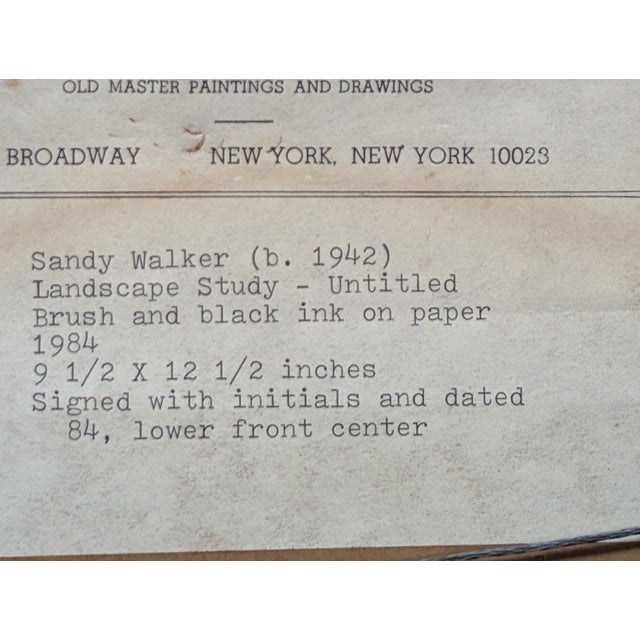 OLD MASTER PAINTINGS AND DRAWINGS
BROADWAY NEW YORK, NEW YORK 10023
Sandy Walker (b. 1942)
Landscape Study - Untitled
Brush and black ink on paper
1984
9 1/2 X 12 1/2 inches
Signed with initials and dated
84, lower front center